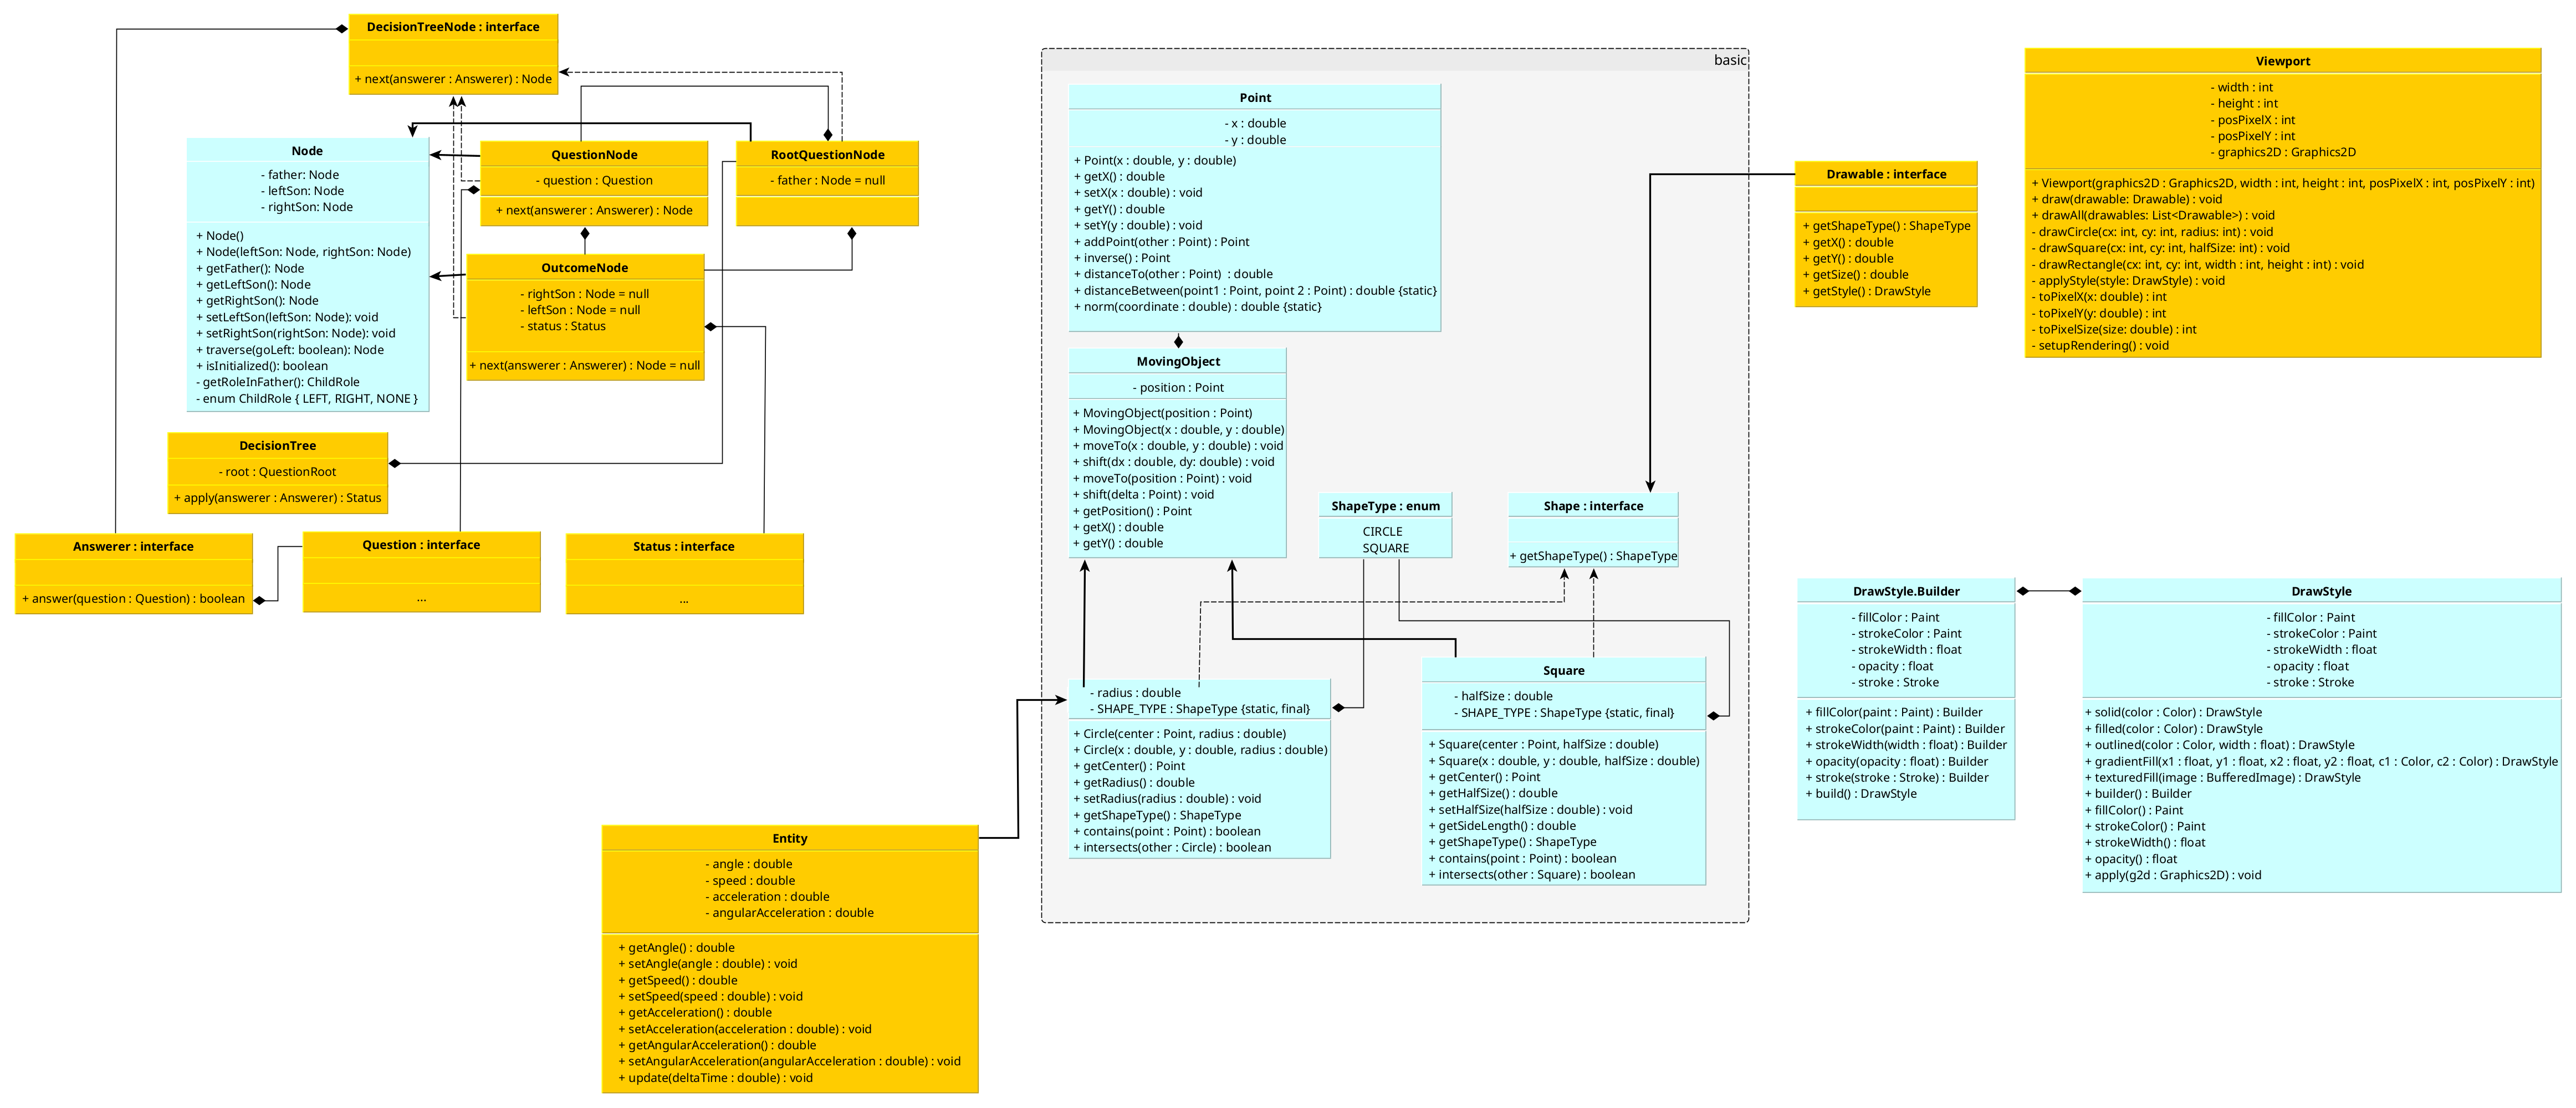 DecisionTreeNode : interface
+ next(answerer : Answerer) : Node
Node
- father: Node
- leftSon: Node
- rightSon: Node
+ Node()
+ Node(leftSon: Node, rightSon: Node)
+ getFather(): Node
+ getLeftSon(): Node
+ getRightSon(): Node
+ setLeftSon(leftSon: Node): void
+ setRightSon(rightSon: Node): void
+ traverse(goLeft: boolean): Node
+ isInitialized(): boolean
- getRoleInFather(): ChildRole
- enum ChildRole { LEFT, RIGHT, NONE }
QuestionNode
- question : Question
+ next(answerer : Answerer) : Node
RootQuestionNode
- father : Node = null
OutcomeNode
- rightSon : Node = null
- leftSon : Node = null
- status : Status
+ next(answerer : Answerer) : Node = null
DecisionTree
- root : QuestionRoot
+ apply(answerer : Answerer) : Status
Answerer : interface
+ answer(question : Question) : boolean
Question : interface
...
Status : interface
...
Entity
- angle : double
- speed : double
- acceleration : double
- angularAcceleration : double
+ getAngle() : double
+ setAngle(angle : double) : void
+ getSpeed() : double
+ setSpeed(speed : double) : void
+ getAcceleration() : double
+ setAcceleration(acceleration : double) : void
+ getAngularAcceleration() : double
+ setAngularAcceleration(angularAcceleration : double) : void
+ update(deltaTime : double) : void
basic
Point
- x : double
- y : double
+ Point(x : double, y : double)
+ getX() : double
+ setX(x : double) : void
+ getY() : double
+ setY(y : double) : void
+ addPoint(other : Point) : Point
+ inverse() : Point
+ distanceTo(other : Point)  : double
+ distanceBetween(point1 : Point, point 2 : Point) : double {static}
+ norm(coordinate : double) : double {static}
MovingObject
- position : Point
+ MovingObject(position : Point)
+ MovingObject(x : double, y : double)
+ moveTo(x : double, y : double) : void
+ shift(dx : double, dy: double) : void
+ moveTo(position : Point) : void
+ shift(delta : Point) : void
+ getPosition() : Point
+ getX() : double
+ getY() : double
ShapeType : enum
CIRCLE
SQUARE
Shape : interface
+ getShapeType() : ShapeType
- radius : double
- SHAPE_TYPE : ShapeType {static, final}
+ Circle(center : Point, radius : double)
+ Circle(x : double, y : double, radius : double)
+ getCenter() : Point
+ getRadius() : double
+ setRadius(radius : double) : void
+ getShapeType() : ShapeType
+ contains(point : Point) : boolean
+ intersects(other : Circle) : boolean
Square
- halfSize : double
- SHAPE_TYPE : ShapeType {static, final}
+ Square(center : Point, halfSize : double)
+ Square(x : double, y : double, halfSize : double)
+ getCenter() : Point
+ getHalfSize() : double
+ setHalfSize(halfSize : double) : void
+ getSideLength() : double
+ getShapeType() : ShapeType
+ contains(point : Point) : boolean
+ intersects(other : Square) : boolean
Drawable : interface
+ getShapeType() : ShapeType
+ getX() : double
+ getY() : double
+ getSize() : double
+ getStyle() : DrawStyle
Viewport
- width : int
- height : int
- posPixelX : int
- posPixelY : int
- graphics2D : Graphics2D
+ Viewport(graphics2D : Graphics2D, width : int, height : int, posPixelX : int, posPixelY : int)
+ draw(drawable: Drawable) : void
+ drawAll(drawables: List<Drawable>) : void
- drawCircle(cx: int, cy: int, radius: int) : void
- drawSquare(cx: int, cy: int, halfSize: int) : void
- drawRectangle(cx: int, cy: int, width : int, height : int) : void
- applyStyle(style: DrawStyle) : void
- toPixelX(x: double) : int
- toPixelY(y: double) : int
- toPixelSize(size: double) : int
- setupRendering() : void
DrawStyle.Builder
- fillColor : Paint
- strokeColor : Paint
- strokeWidth : float
- opacity : float
- stroke : Stroke
+ fillColor(paint : Paint) : Builder
+ strokeColor(paint : Paint) : Builder
+ strokeWidth(width : float) : Builder
+ opacity(opacity : float) : Builder
+ stroke(stroke : Stroke) : Builder
+ build() : DrawStyle
DrawStyle
- fillColor : Paint
- strokeColor : Paint
- strokeWidth : float
- opacity : float
- stroke : Stroke
+ solid(color : Color) : DrawStyle
+ filled(color : Color) : DrawStyle
+ outlined(color : Color, width : float) : DrawStyle
+ gradientFill(x1 : float, y1 : float, x2 : float, y2 : float, c1 : Color, c2 : Color) : DrawStyle
+ texturedFill(image : BufferedImage) : DrawStyle
+ builder() : Builder
+ fillColor() : Paint
+ strokeColor() : Paint
+ strokeWidth() : float
+ opacity() : float
+ apply(g2d : Graphics2D) : void